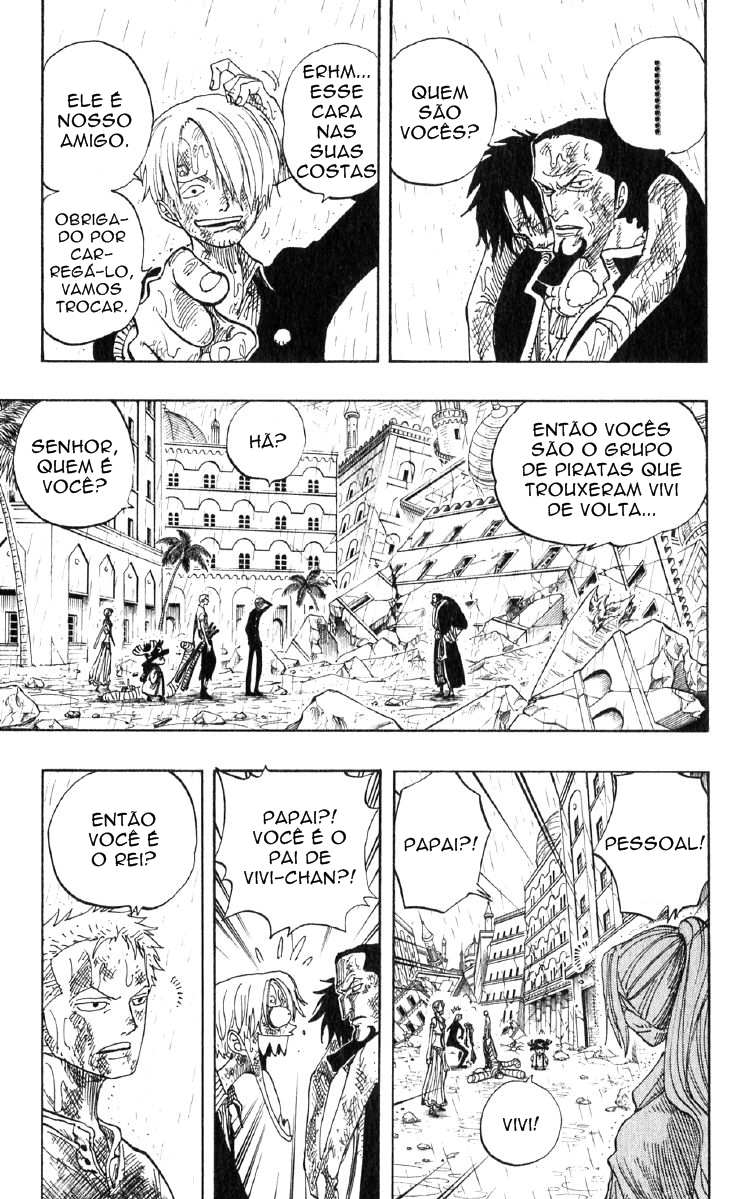 ..........
QUEM
SÃO
VOCÊS?
ERHM...
ESSE
CARA
NAS
SUAS
COSTAS
ELE É
NOSSO
AMIGO.
OBRIGA-
DO POR
CAR-
REGÁ-LO,
VAMOS
TROCAR.
ENTÃO VOCÊS
SÃO O GRUPO
DE PIRATAS QUE
TROUXERAM VIVI
DE VOLTA...
HÃ?
SENHOR,
QUEM É
VOCÊ?
PESSOAL!
PAPAI?!
VIVI!
PAPAI?!
VOCÊ É O
PAI DE
VIVI-CHAN?!
ENTÃO
VOCÊ É
O REI?